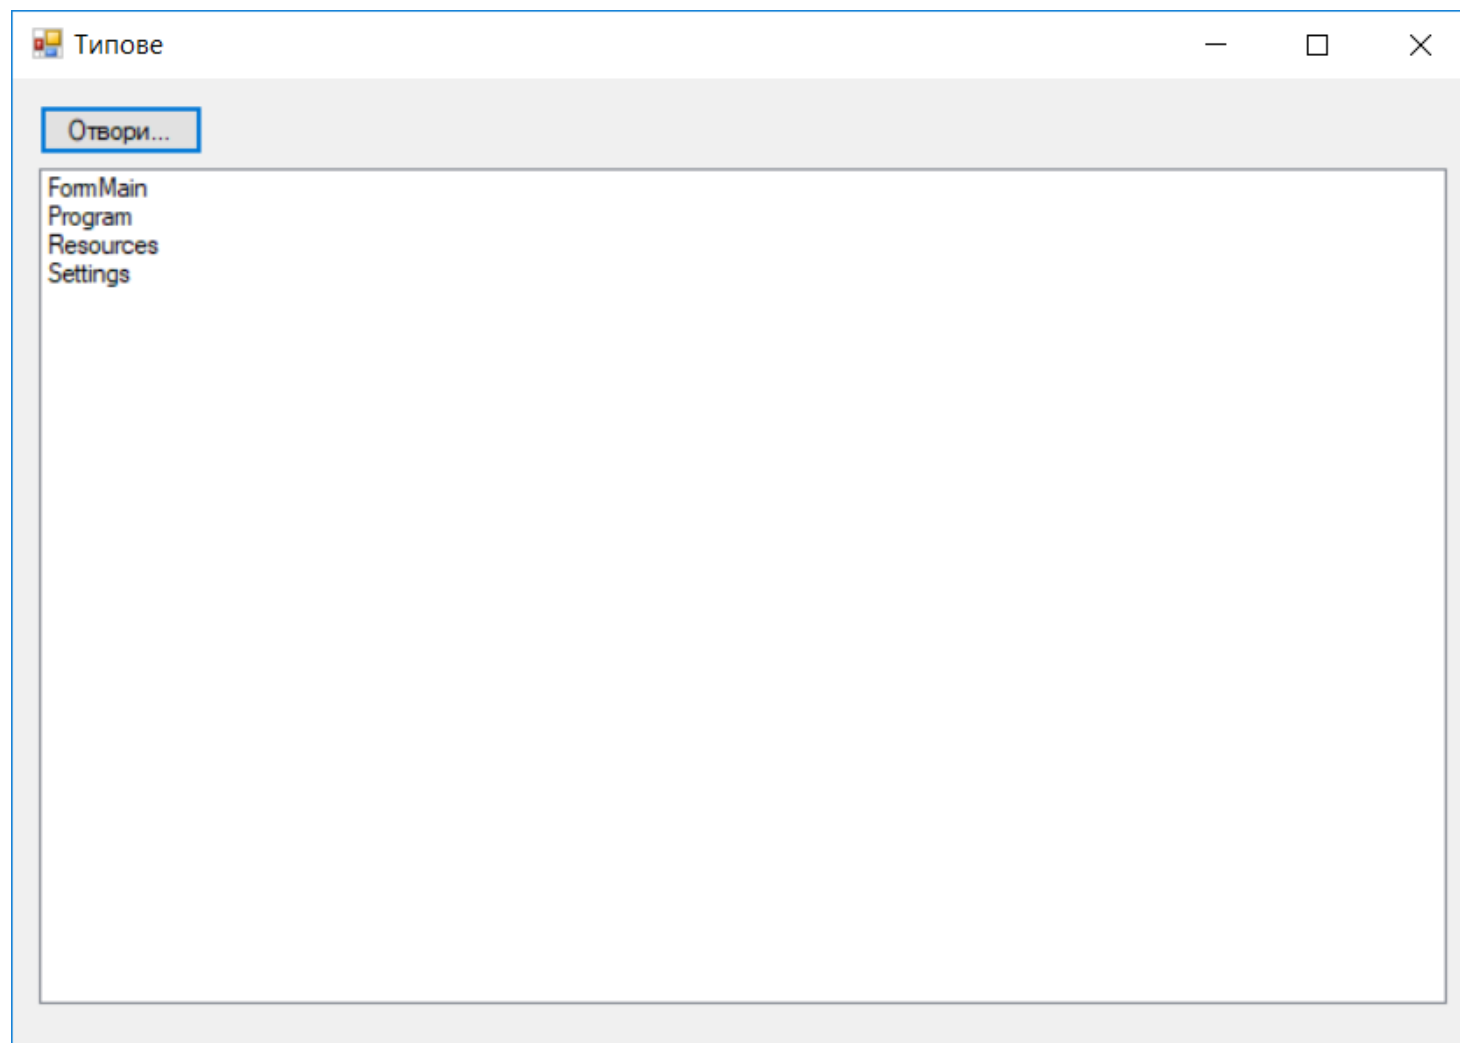 Типове
Отвори...
FormMain
Program
Resources
Settings